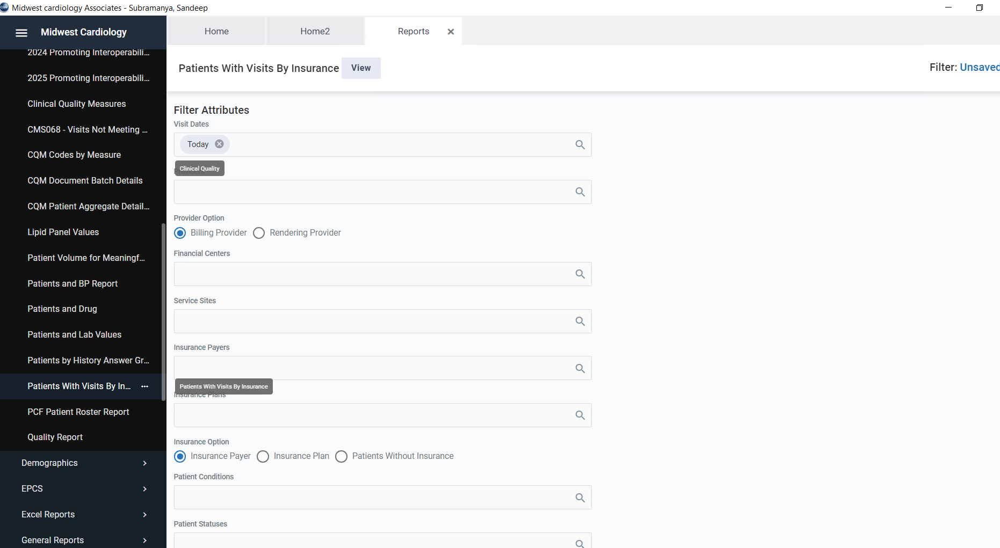 Midwest cardiology Associates - Subramanya, Sandeep
Midwest Cardiology
Home
Home2
Reports
2024 Promoting Interoperabili...
2025 Promoting Interoperabili...
Clinical Quality Measures
CMS068 - Visits Not Meeting ...
CQM Codes by Measure
CQM Document Batch Details
CQM Patient Aggregate Detail...
Lipid Panel Values
Patient Volume for Meaningf...
Patients and BP Report
Patients and Drug
Patients and Lab Values
Patients by History Answer Gr...
Patients With Visits By In...
PCF Patient Roster Report
Quality Report
Demographics
EPCS
Excel Reports
General Reports
Patients With Visits By Insurance
View
Filter: Unsaved
Filter Attributes
Visit Dates
Today
Clinical Quality
Provider Option
Billing Provider
Rendering Provider
Financial Centers
Service Sites
Insurance Payers
Patients With Visits By Insurance
Insurance Plans
Insurance Option
Insurance Payer
Insurance Plan
Patients Without Insurance
Patient Conditions
Patient Statuses